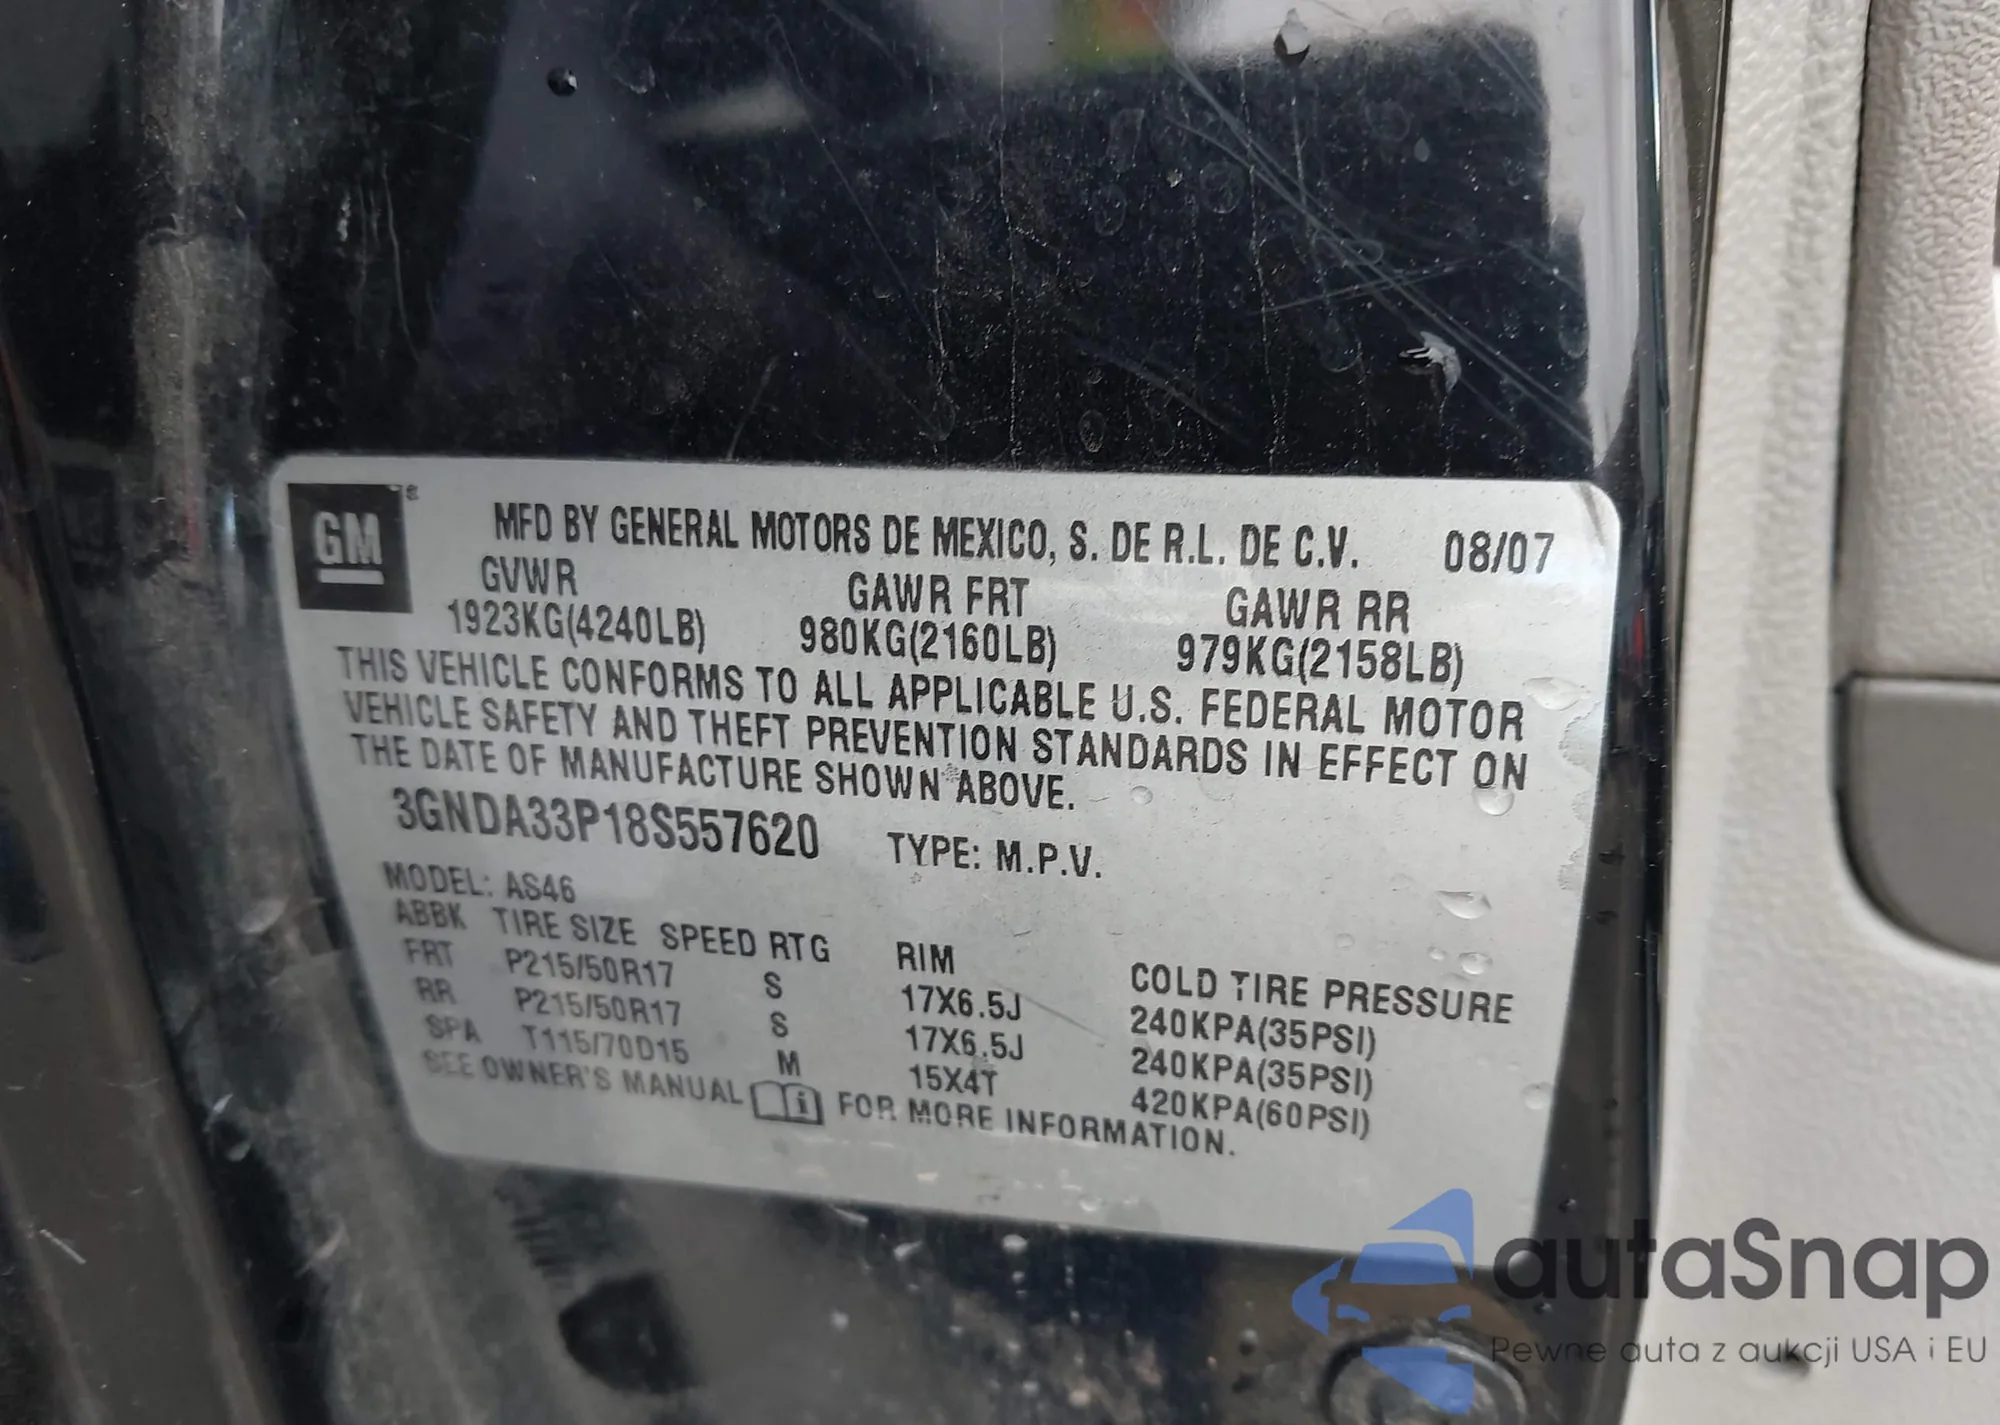 GM
MFD BY GENERAL MOTORS DE MEXICO, S. DE R.L. DE C.V. 08/07
GVWR GAWR FRT GAWR RR
1923KG(4240LB) 980KG(2160LB) 979KG(2158LB)
THIS VEHICLE CONFORMS TO ALL APPLICABLE U.S. FEDERAL MOTOR
VEHICLE SAFETY AND THEFT PREVENTION STANDARDS IN EFFECT ON
THE DATE OF MANUFACTURE SHOWN ABOVE.
3GNDA33P18S557620 TYPE: M.P.V.
MODEL: AS46
ABBK TIRE SIZE SPEED RTG RIM COLD TIRE PRESSURE
FRT P215/50R17 S 17X6.5J 240KPA(35PSI)
RR P215/50R17 S 17X6.5J 240KPA(35PSI)
SPA T115/70D15 M 15X4T 420KPA(60PSI)
SEE OWNER'S MANUAL i FOR MORE INFORMATION.
autaSnap
Pewne auta z aukcji USA i EU